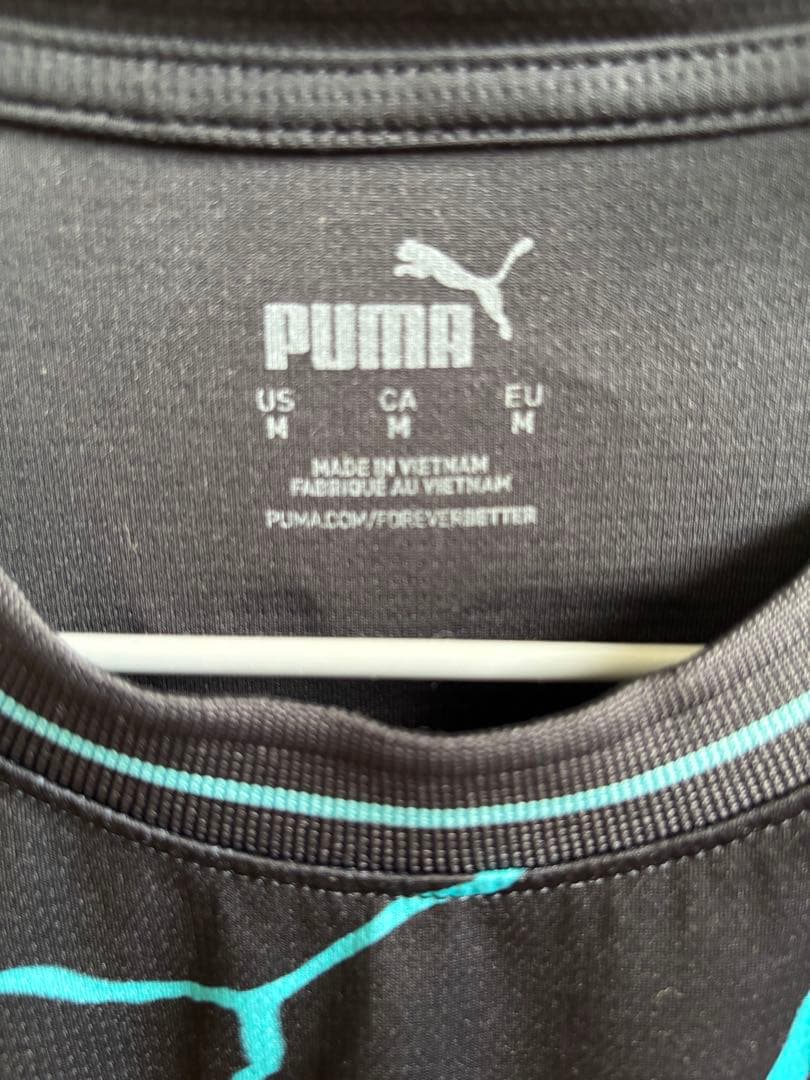 PUMA
US CA EU
M M M
MADE IN VIETNAM
FABRIQUÉ AU VIETNAM
PUMA.COM/FOREVERBETTER